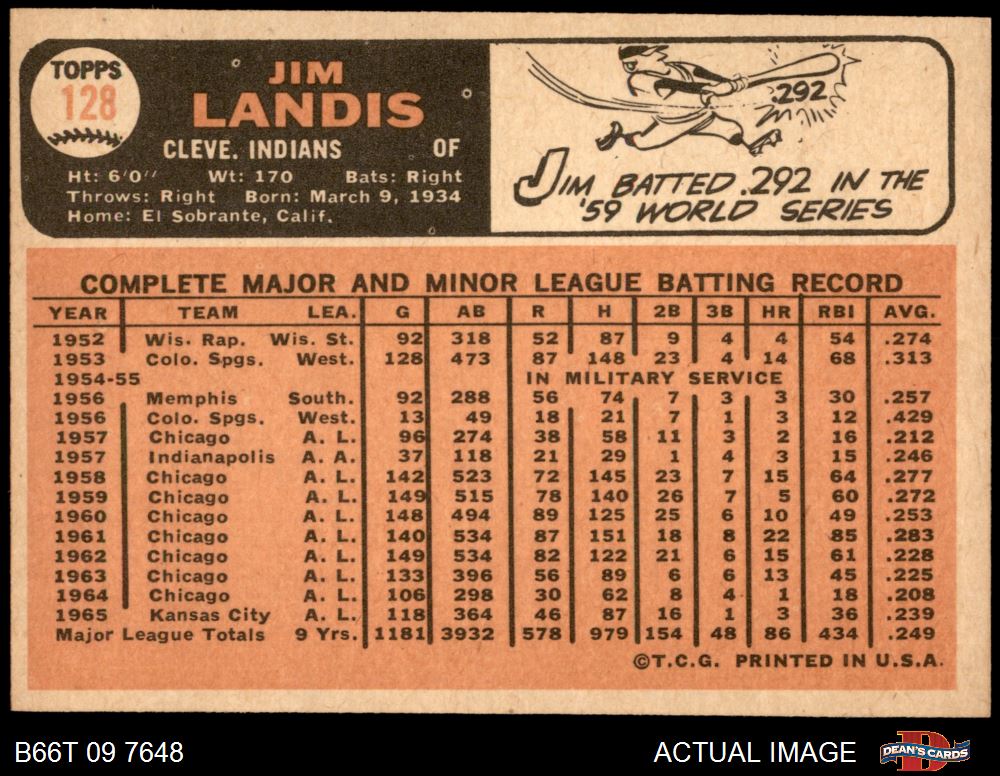 TOPPS
128
JIM
LANDIS
CLEVE. INDIANS OF
Ht: 6'0" Wt: 170 Bats: Right
Throws: Right Born: March 9, 1934
Home: El Sobrante, Calif.
.292
JIM BATTED .292 IN THE
'59 WORLD SERIES
COMPLETE MAJOR AND MINOR LEAGUE BATTING RECORD
YEAR TEAM LEA. G AB R H 2B 3B HR RBI AVG.
1952 Wis. Rap. Wis. St. 92 318 52 87 9 4 4 54 .274
1953 Colo. Spgs. West. 128 473 87 148 23 4 14 68 .313
1954-55 IN MILITARY SERVICE
1956 Memphis South. 92 288 56 74 7 3 3 30 .257
1956 Colo. Spgs. West. 13 49 18 21 7 1 3 12 .429
1957 Chicago A. L. 96 274 38 58 11 3 2 16 .212
1957 Indianapolis A. A. 37 118 21 29 1 4 3 15 .246
1958 Chicago A. L. 142 523 72 145 23 7 15 64 .277
1959 Chicago A. L. 149 515 78 140 26 7 5 60 .272
1960 Chicago A. L. 148 494 89 125 25 6 10 49 .253
1961 Chicago A. L. 140 534 87 151 18 8 22 85 .283
1962 Chicago A. L. 149 534 82 122 21 6 15 61 .228
1963 Chicago A. L. 133 396 56 89 6 6 13 45 .225
1964 Chicago A. L. 106 298 30 62 8 4 1 18 .208
1965 Kansas City A. L. 118 364 46 87 16 1 3 36 .239
Major League Totals 9 Yrs. 1181 3932 578 979 154 48 86 434 .249
©T.C.G. PRINTED IN U.S.A.
B66T 09 7648 ACTUAL IMAGE DEAN'S CARDS